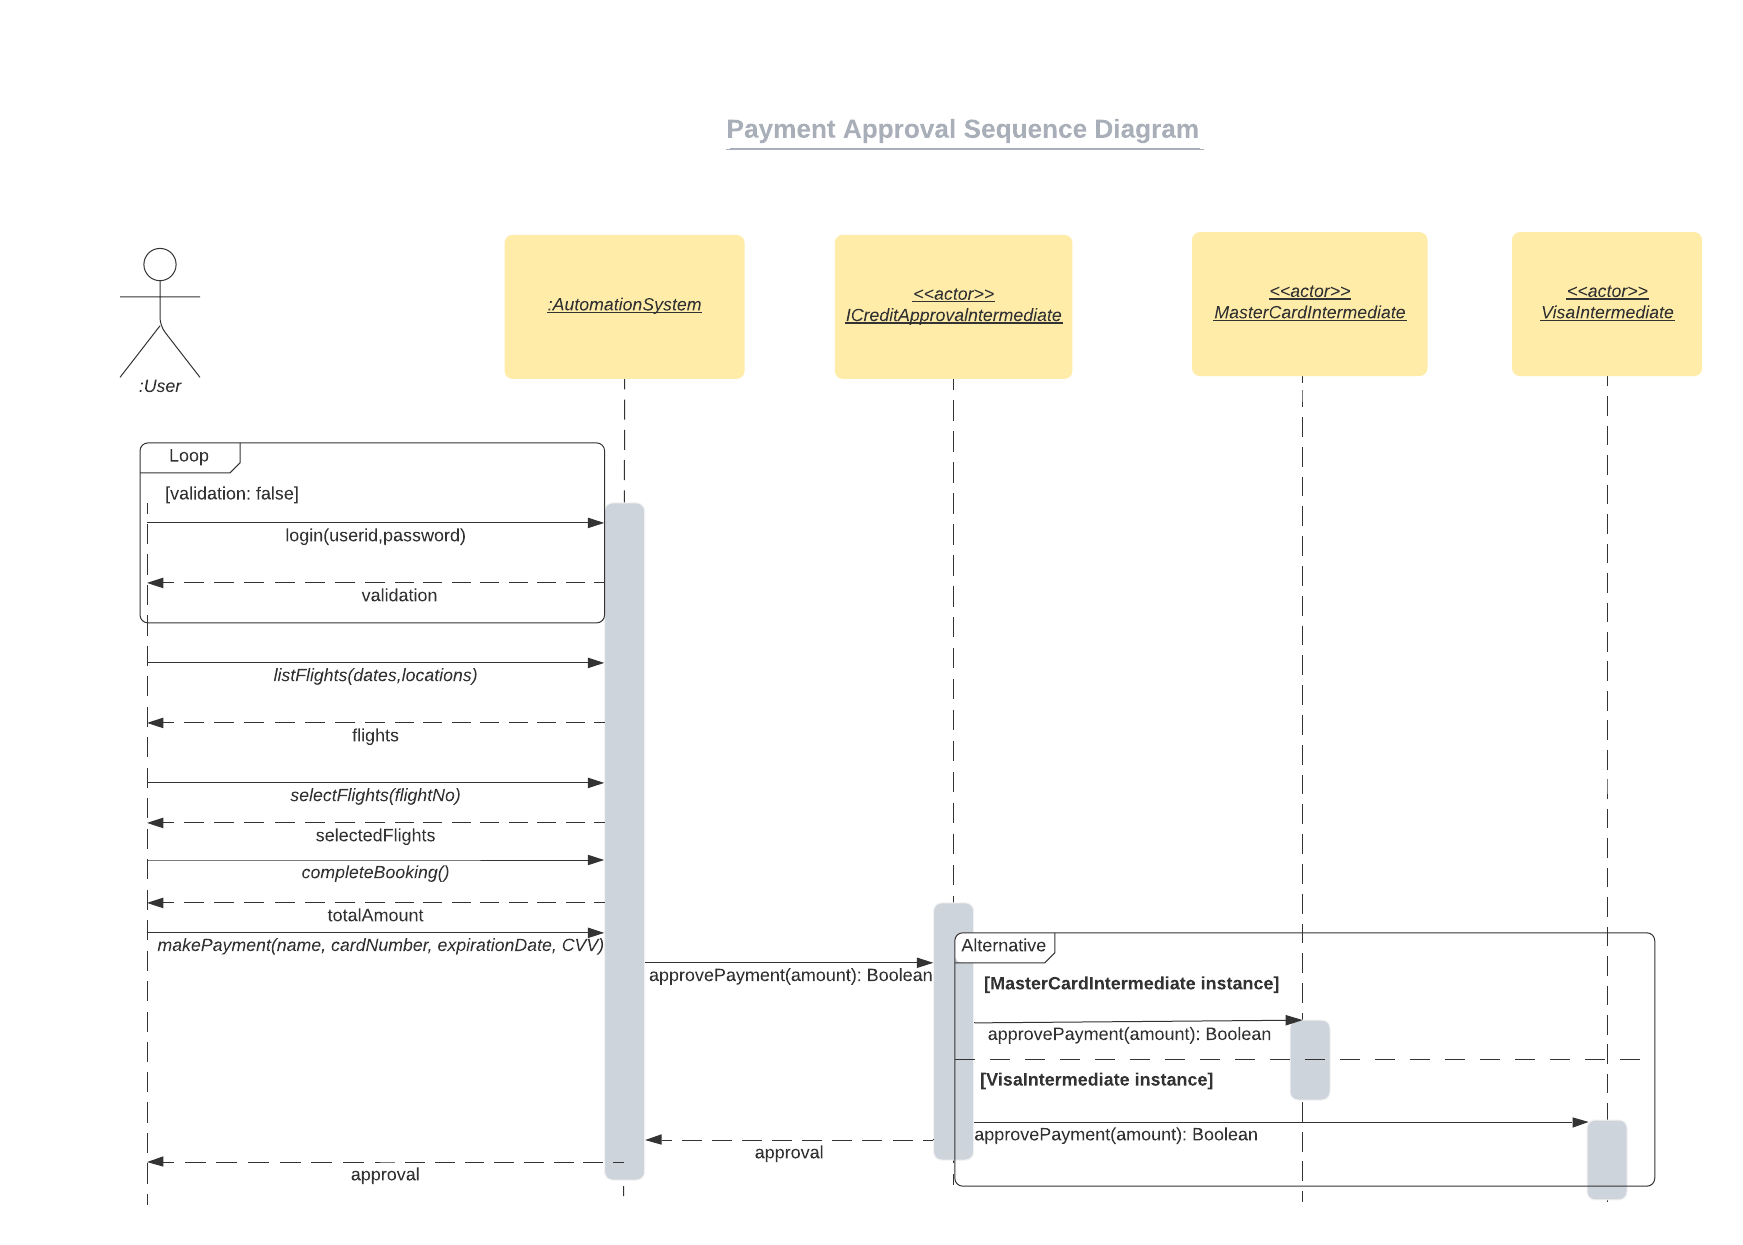 Payment Approval Sequence Diagram
:User
:AutomationSystem
<<actor>>
ICreditApprovalntermediate
<<actor>>
MasterCardIntermediate
<<actor>>
VisaIntermediate
Loop
[validation: false]
login(userid,password)
validation
listFlights(dates,locations)
flights
selectFlights(flightNo)
selectedFlights
completeBooking()
totalAmount
makePayment(name, cardNumber, expirationDate, CVV)
approvePayment(amount): Boolean
Alternative
[MasterCardIntermediate instance]
approvePayment(amount): Boolean
[VisaIntermediate instance]
approvePayment(amount): Boolean
approval
approval